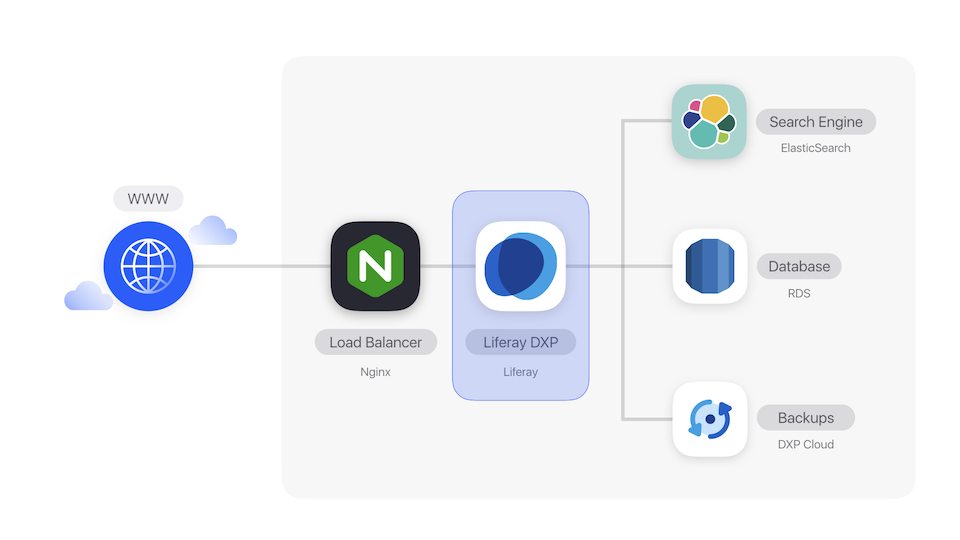 WWW
Load Balancer
Nginx
Liferay DXP
Liferay
Search Engine
ElasticSearch
Database
RDS
Backups
DXP Cloud